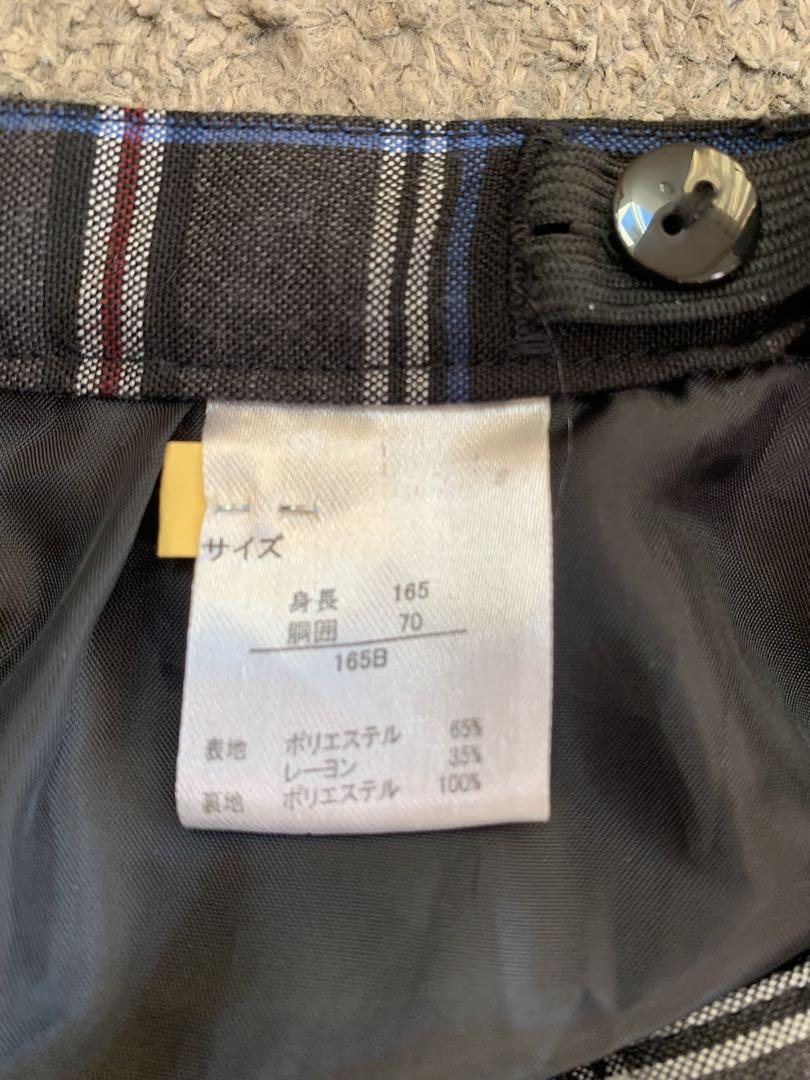 サイズ
身長 165
胴囲 70
165B
表地 ポリエステル 65%
レーヨン 35%
裏地 ポリエステル 100%